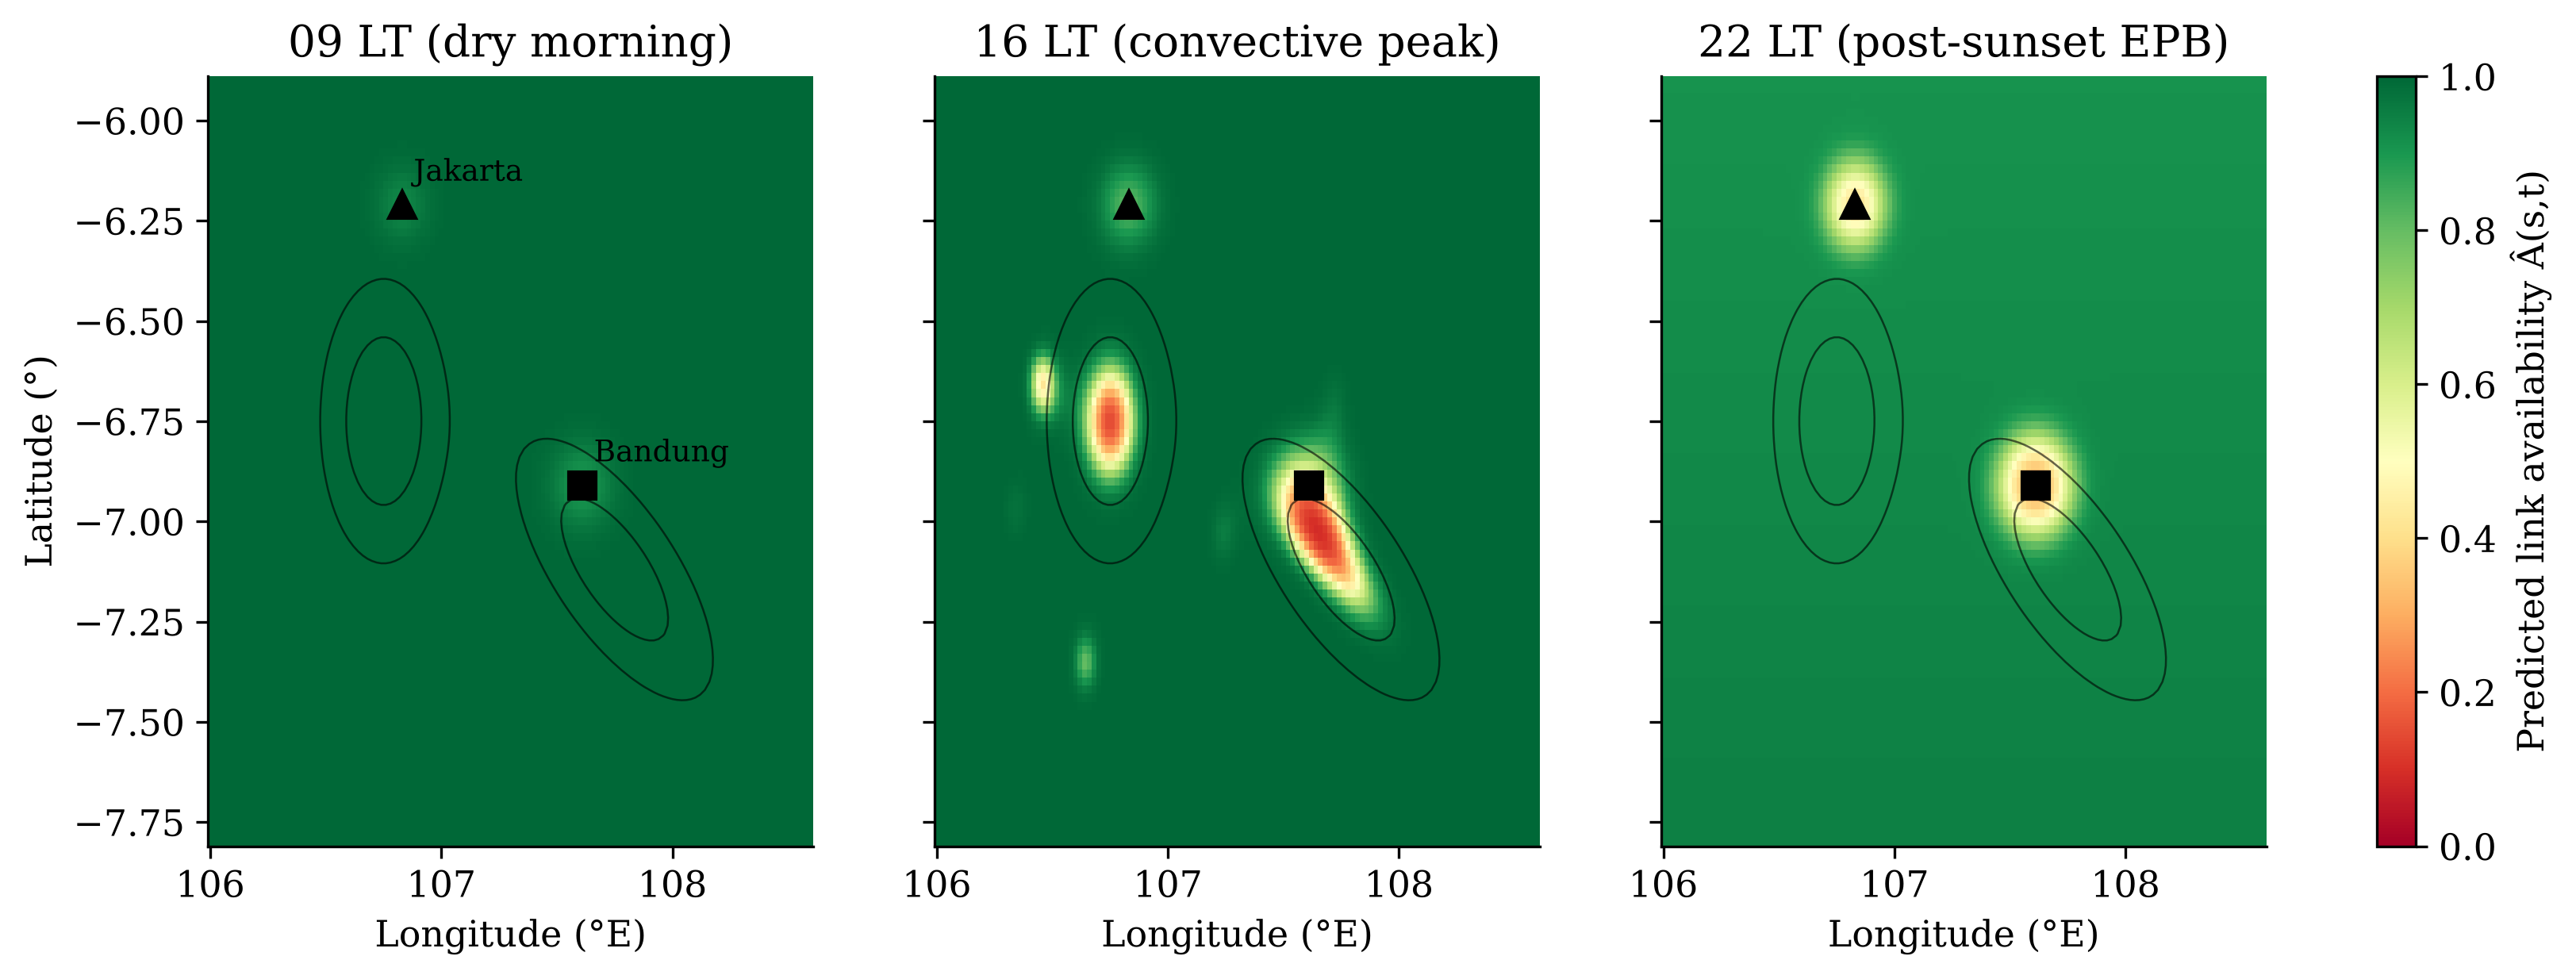 09 LT (dry morning)
16 LT (convective peak)
22 LT (post-sunset EPB)
−6.00
−6.25
−6.50
−6.75
−7.00
−7.25
−7.50
−7.75
Latitude (°)
Jakarta
Bandung
106 107 108
106 107 108
106 107 108
Longitude (°E)
Longitude (°E)
Longitude (°E)
1.0
0.8
0.6
0.4
0.2
0.0
Predicted link availability Â(s,t)